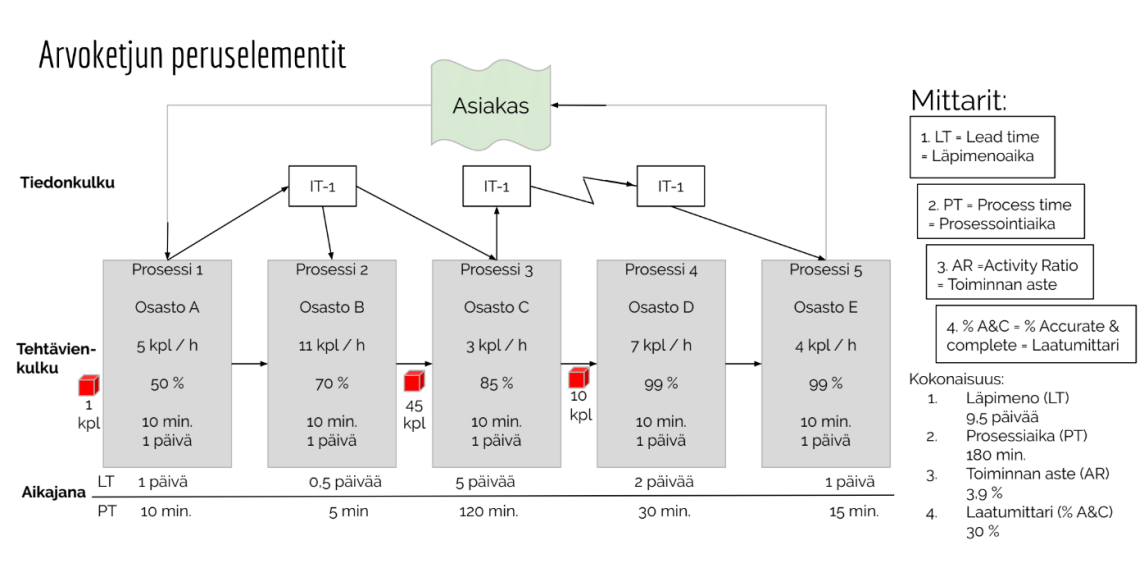 Arvoketjun peruselementit
Asiakas
Tiedonkulku
IT-1
IT-1
IT-1
Tehtävien-
kulku
1
kpl
Prosessi 1
Osasto A
5 kpl / h
50 %
10 min.
1 päivä
Prosessi 2
Osasto B
11 kpl / h
70 %
10 min.
1 päivä
45
kpl
Prosessi 3
Osasto C
3 kpl / h
85 %
10 min.
1 päivä
10
kpl
Prosessi 4
Osasto D
7 kpl / h
99 %
10 min.
1 päivä
Prosessi 5
Osasto E
4 kpl / h
99 %
10 min.
1 päivä
Aikajana
LT 1 päivä 0,5 päivää 5 päivää 2 päivää 1 päivä
PT 10 min. 5 min 120 min. 30 min. 15 min.
Mittarit:
1. LT = Lead time
= Läpimenoaika
2. PT = Process time
= Prosessointiaika
3. AR =Activity Ratio
= Toiminnan aste
4. % A&C = % Accurate &
complete = Laatumittari
Kokonaisuus:
1. Läpimeno (LT)
9,5 päivää
2. Prosessiaika (PT)
180 min.
3. Toiminnan aste (AR)
3,9 %
4. Laatumittari (% A&C)
30 %